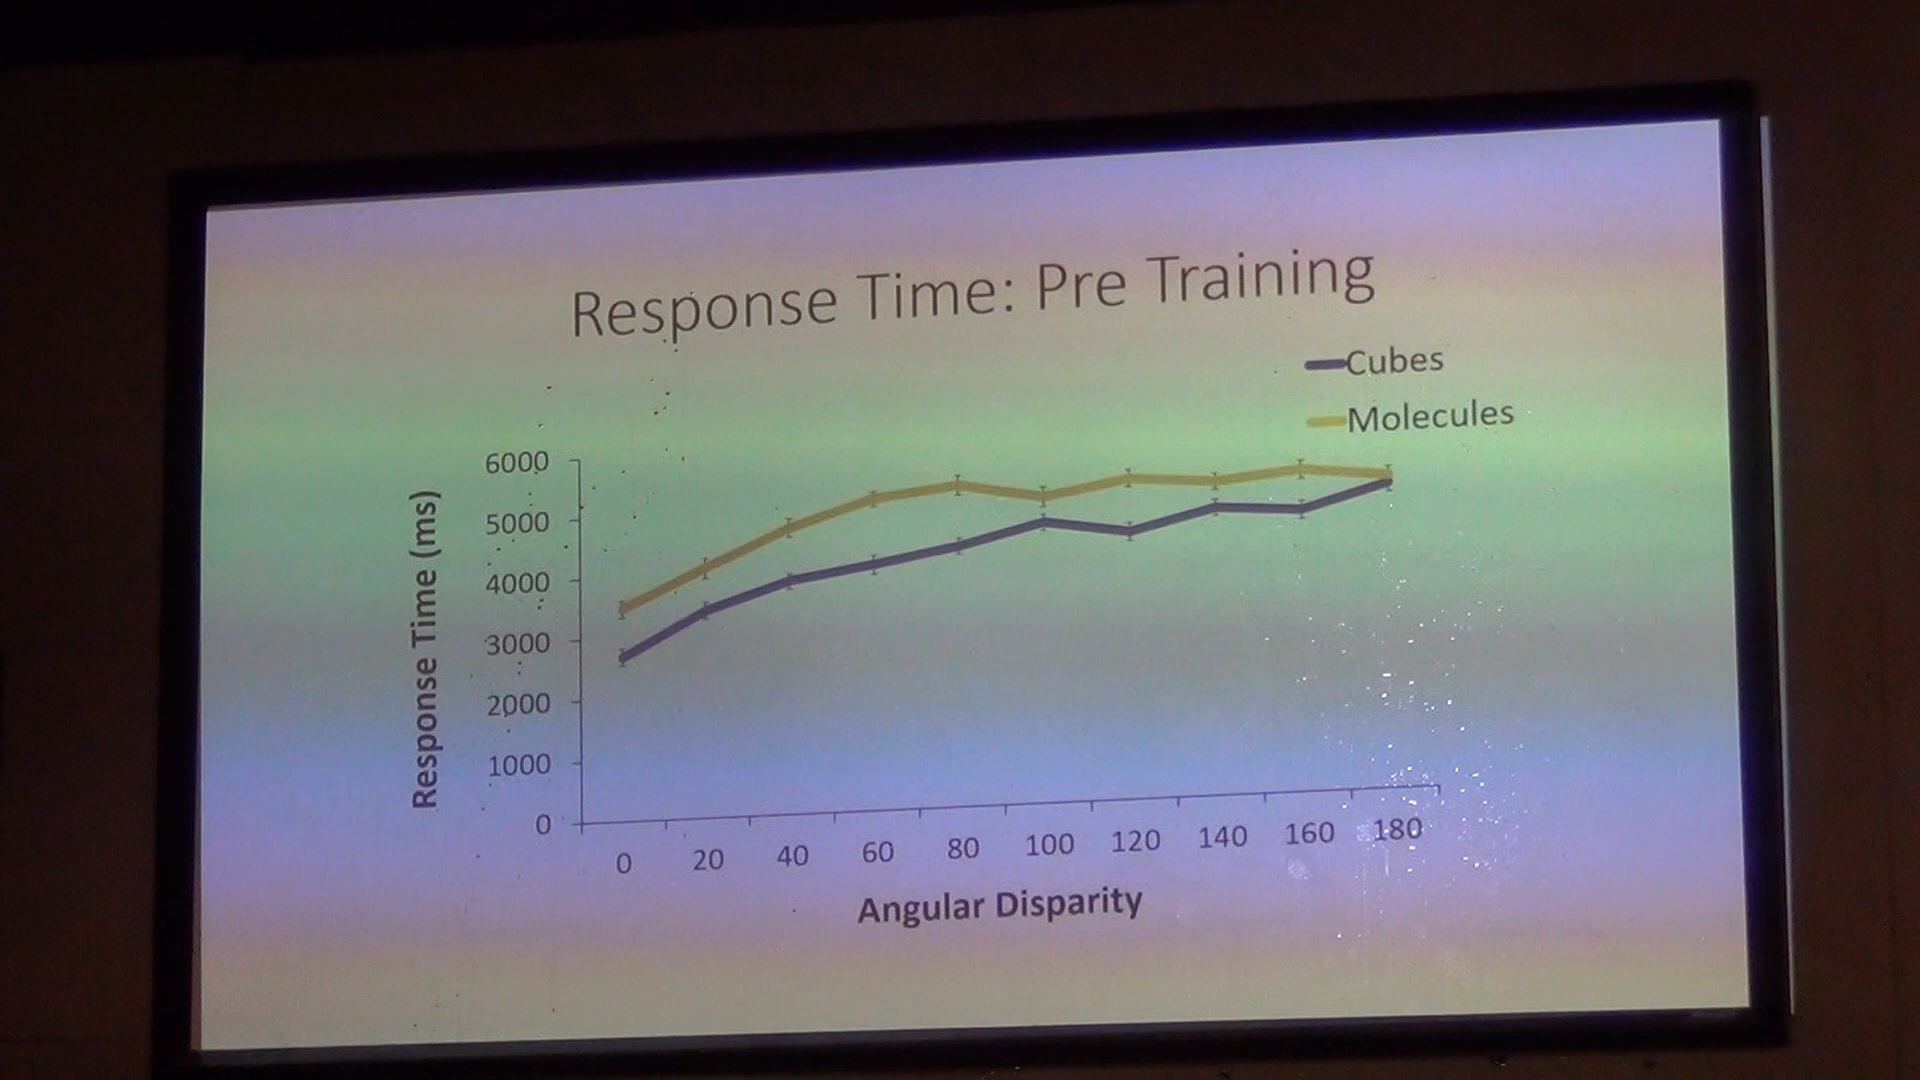 Response Time: Pre Training
Cubes
Molecules
6000
5000
4000
3000
2000
1000
0
Response Time (ms)
0 20 40 60 80 100 120 140 160 180
Angular Disparity